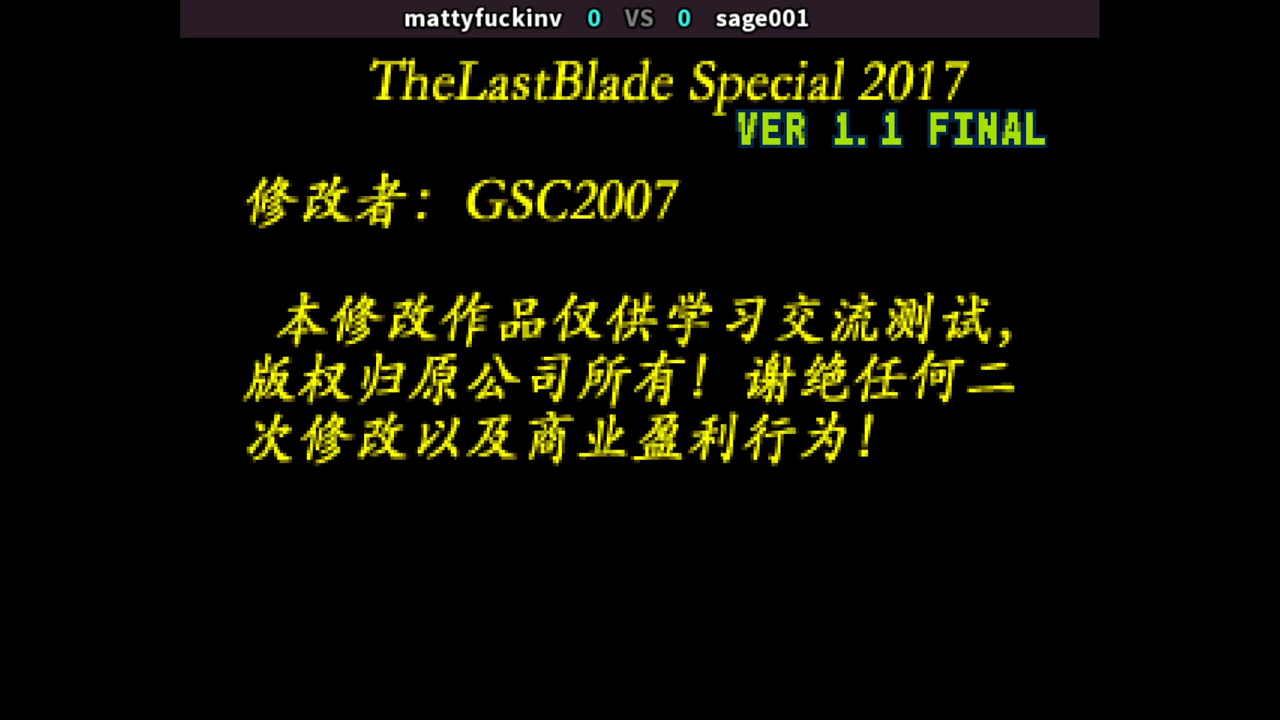 mattyfuckinv 0 VS 0 sage001
TheLastBlade Special 2017
VER 1.1 FINAL
修改者：GSC2007
本修改作品仅供学习交流测试，
版权归原公司所有！谢绝任何二
次修改以及商业盈利行为！